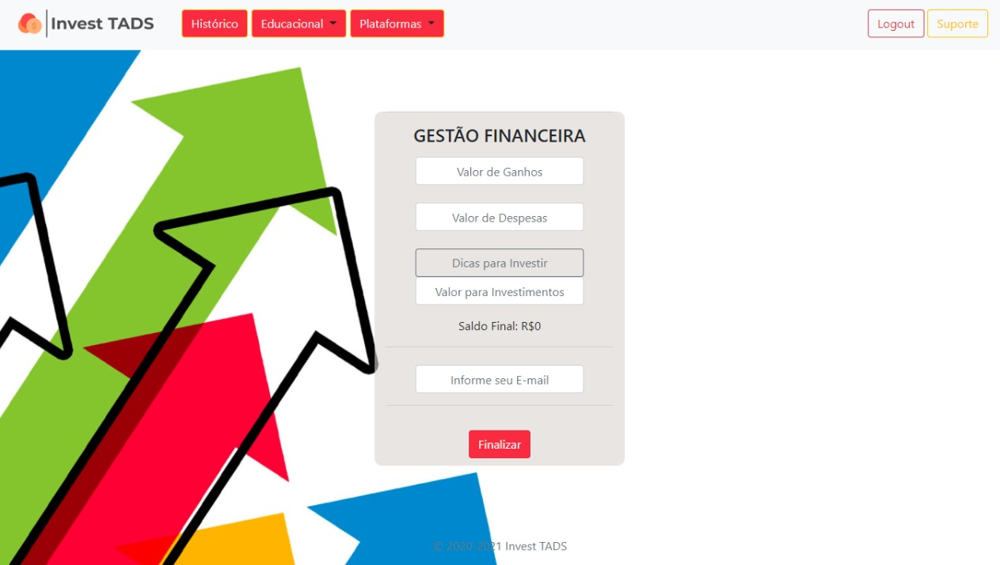 Invest TADS
Histórico
Educacional
Plataformas
Logout
Suporte
GESTÃO FINANCEIRA
Valor de Ganhos
Valor de Despesas
Dicas para Investir
Valor para Investimentos
Saldo Final: R$0
Informe seu E-mail
Finalizar
© 2020-2021 Invest TADS